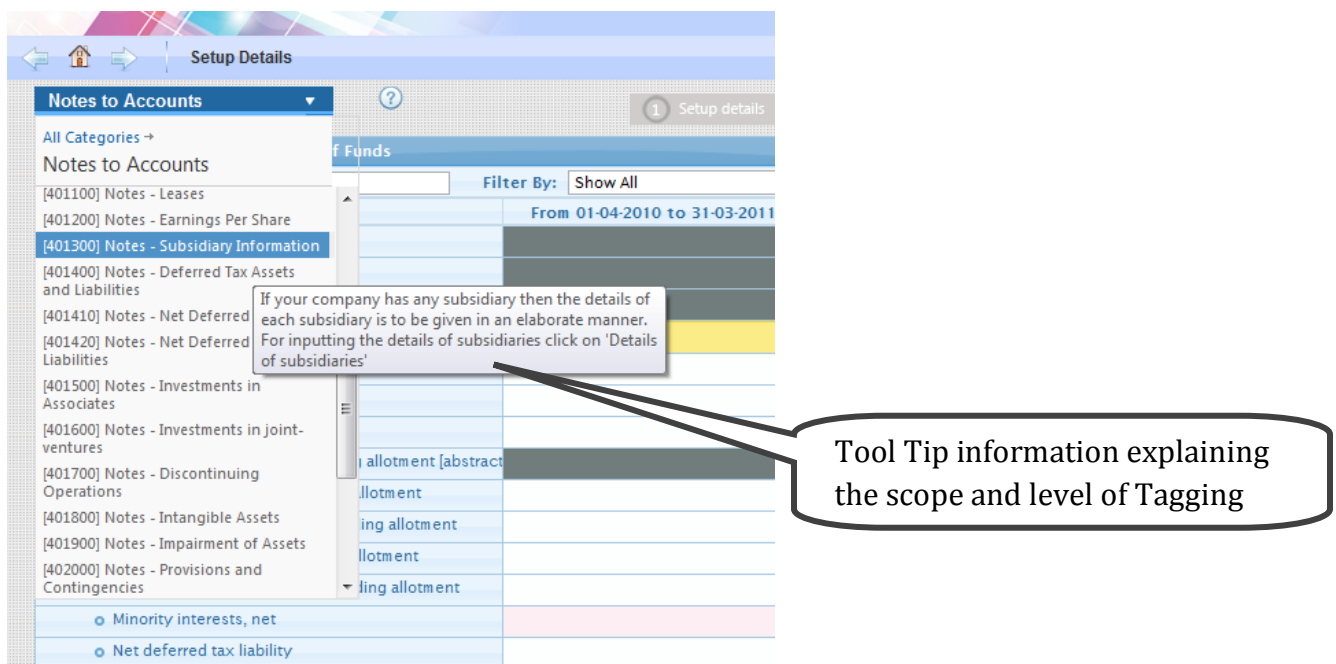 Setup Details
Notes to Accounts
1 Setup details
All Categories →
Notes to Accounts
f Funds
Filter By: Show All
From 01-04-2010 to 31-03-2011
[401100] Notes - Leases
[401200] Notes - Earnings Per Share
[401300] Notes - Subsidiary Information
[401400] Notes - Deferred Tax Assets
and Liabilities
[401410] Notes - Net Deferred
[401420] Notes - Net Deferred
Liabilities
[401500] Notes - Investments in
Associates
[401600] Notes - Investments in joint-
ventures
[401700] Notes - Discontinuing
Operations
[401800] Notes - Intangible Assets
[401900] Notes - Impairment of Assets
[402000] Notes - Provisions and
Contingencies
If your company has any subsidiary then the details of
each subsidiary is to be given in an elaborate manner.
For inputting the details of subsidiaries click on 'Details
of subsidiaries'
allotment [abstract
llotment
ing allotment
llotment
ding allotment
Minority interests, net
Net deferred tax liability
Tool Tip information explaining
the scope and level of Tagging